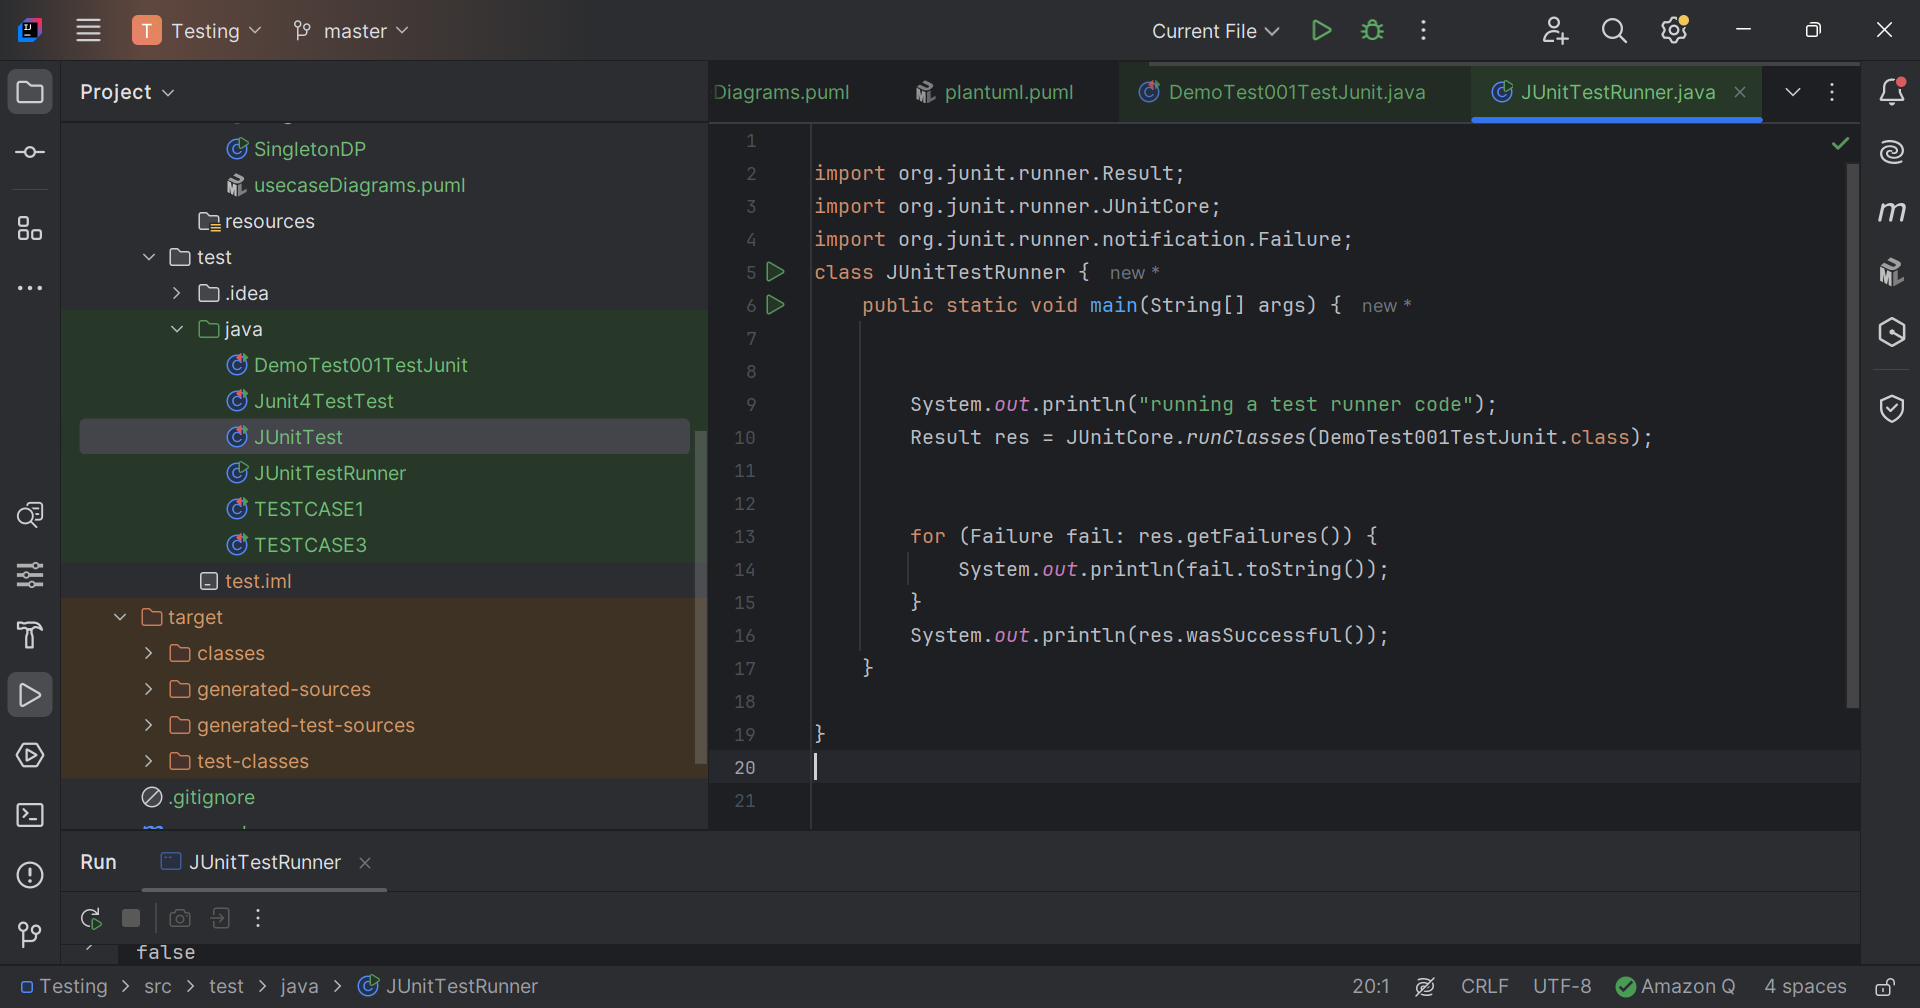 T Testing master Current File
Project
Diagrams.puml plantuml.puml DemoTest001TestJunit.java JUnitTestRunner.java
SingletonDP
usecaseDiagrams.puml
resources
test
.idea
java
DemoTest001TestJunit
Junit4TestTest
JUnitTest
JUnitTestRunner
TESTCASE1
TESTCASE3
test.iml
target
classes
generated-sources
generated-test-sources
test-classes
.gitignore
1
2 import org.junit.runner.Result;
3 import org.junit.runner.JUnitCore;
4 import org.junit.runner.notification.Failure;
5 class JUnitTestRunner { new *
6 public static void main(String[] args) { new *
7
8
9 System.out.println("running a test runner code");
10 Result res = JUnitCore.runClasses(DemoTest001TestJunit.class);
11
12
13 for (Failure fail: res.getFailures()) {
14 System.out.println(fail.toString());
15 }
16 System.out.println(res.wasSuccessful());
17 }
18
19 }
20
21
Run JUnitTestRunner
false
Testing > src > test > java > JUnitTestRunner 20:1 CRLF UTF-8 Amazon Q 4 spaces